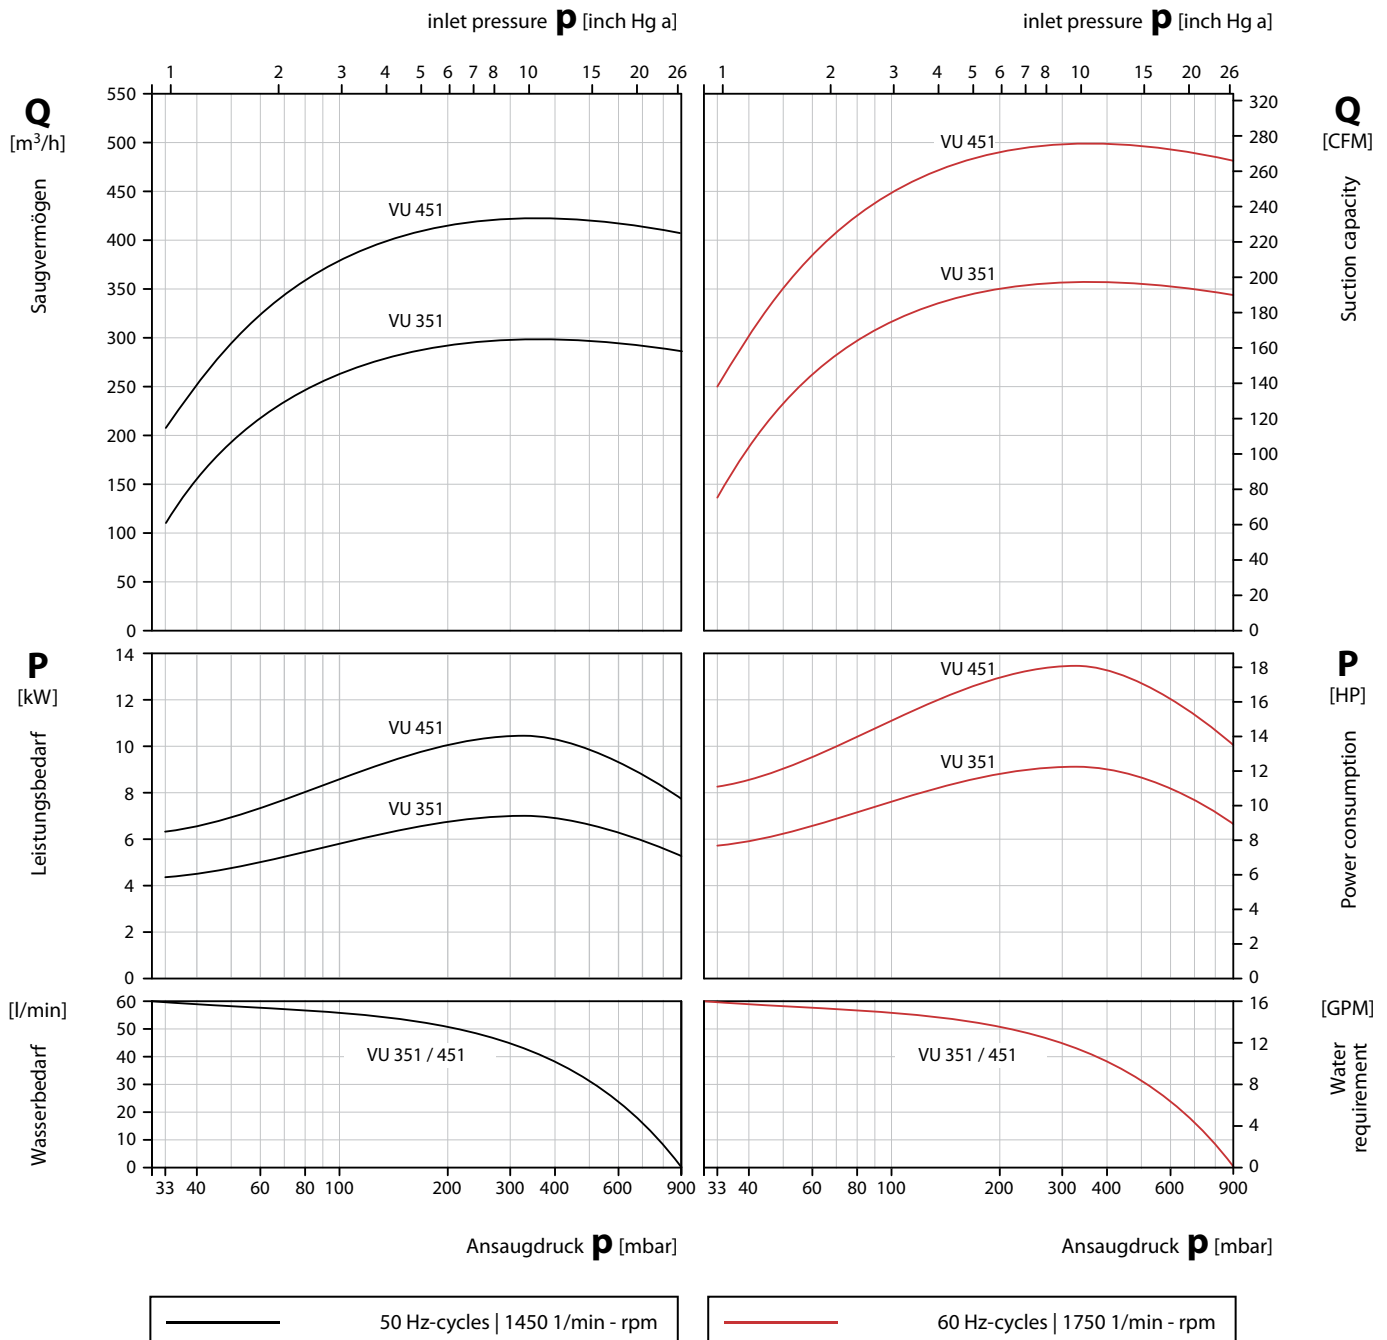 inlet pressure p [inch Hg a] inlet pressure p [inch Hg a]
1 2 3 4 5 6 7 8 10 15 20 26 1 2 3 4 5 6 7 8 10 15 20 26
Q
[m³/h]
Saugvermögen
550
500
450
400
350
300
250
200
150
100
50
0
VU 451
VU 351
VU 451
VU 351
Q
[CFM]
Suction capacity
320
300
280
260
240
220
200
180
160
140
120
100
80
60
40
20
0
P
[kW]
Leistungsbedarf
14
12
10
8
6
4
2
0
VU 451
VU 351
VU 451
VU 351
P
[HP]
Power consumption
18
16
14
12
10
8
6
4
2
0
[l/min]
Wasserbedarf
60
50
40
30
20
10
0
VU 351 / 451
VU 351 / 451
[GPM]
Water
requirement
16
12
8
4
0
33 40 60 80 100 200 300 400 600 900 33 40 60 80 100 200 300 400 600 900
Ansaugdruck p [mbar] Ansaugdruck p [mbar]
50 Hz-cycles | 1450 1/min - rpm
60 Hz-cycles | 1750 1/min - rpm